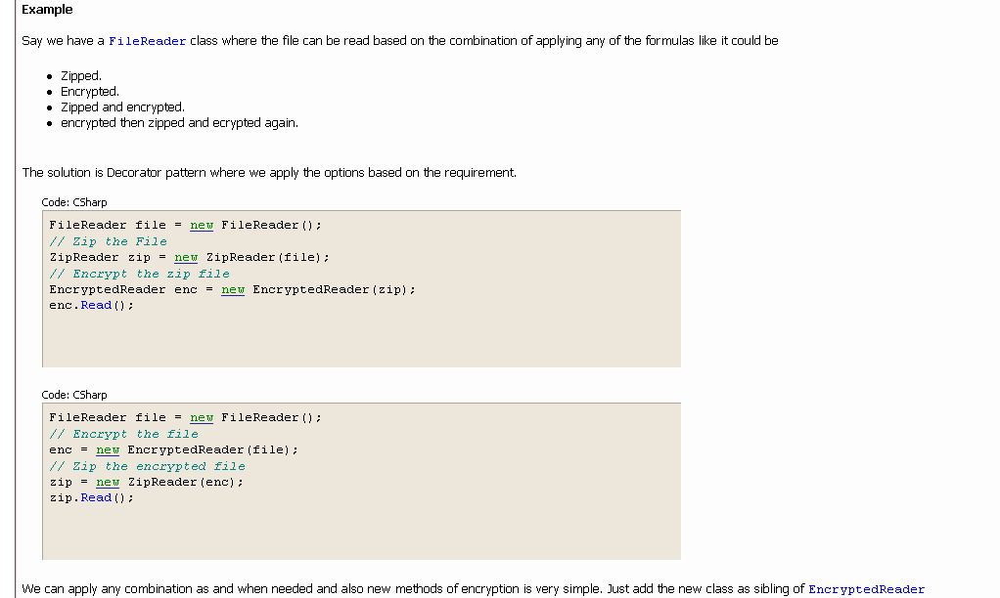 Example
Say we have a FileReader class where the file can be read based on the combination of applying any of the formulas like it could be
• Zipped.
• Encrypted.
• Zipped and encrypted.
• encrypted then zipped and ecrypted again.
The solution is Decorator pattern where we apply the options based on the requirement.
Code: CSharp
FileReader file = new FileReader();
// Zip the File
ZipReader zip = new ZipReader(file);
// Encrypt the zip file
EncryptedReader enc = new EncryptedReader(zip);
enc.Read();
Code: CSharp
FileReader file = new FileReader();
// Encrypt the file
enc = new EncryptedReader(file);
// Zip the encrypted file
zip = new ZipReader(enc);
zip.Read();
We can apply any combination as and when needed and also new methods of encryption is very simple. Just add the new class as sibling of EncryptedReader